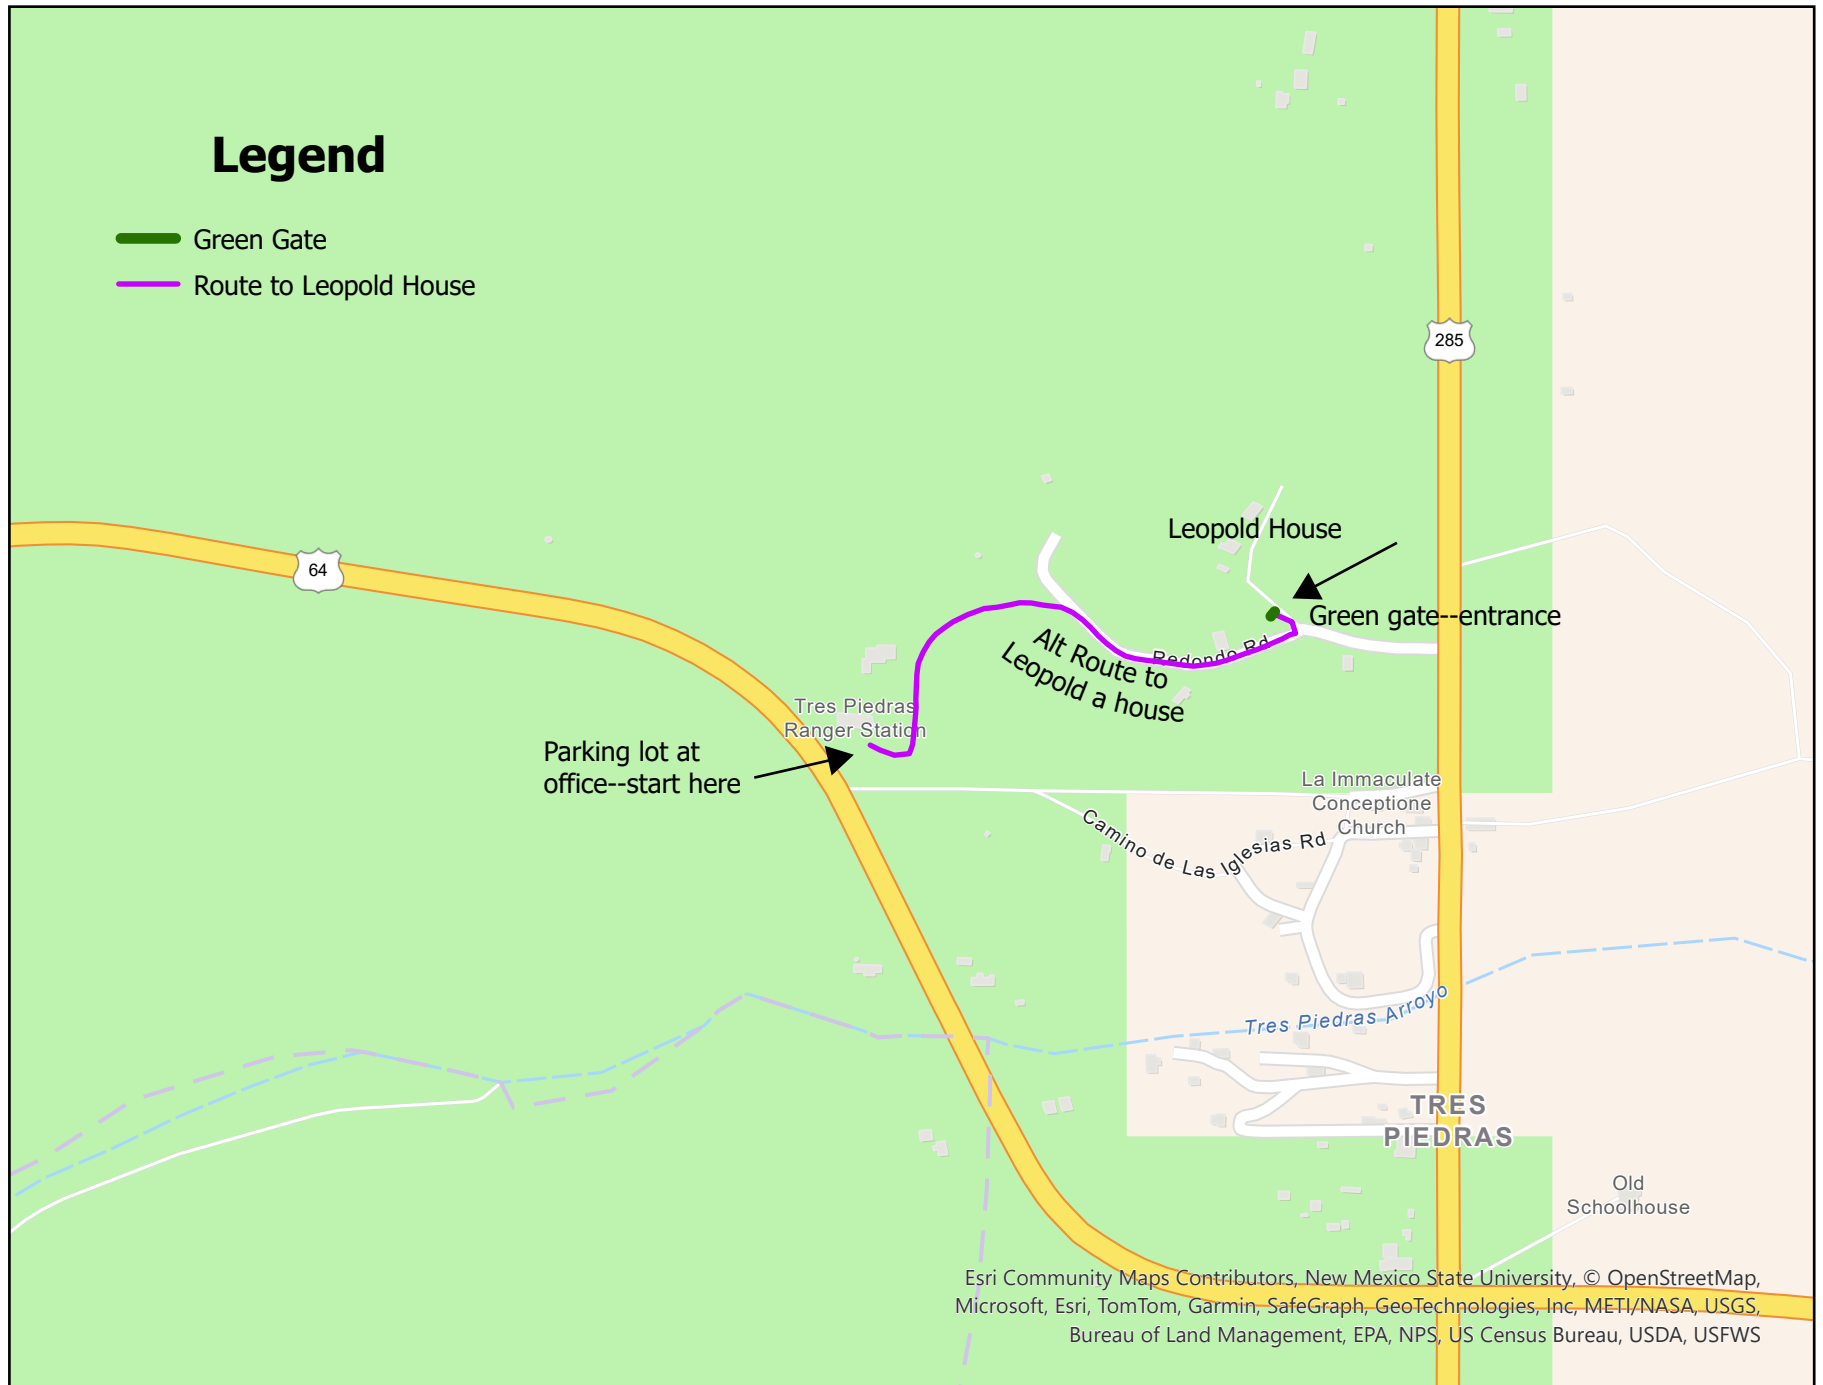 Legend
Green Gate
Route to Leopold House
285
64
Leopold House
Green gate--entrance
Redondo Rd
Alt Route to
Leopold a house
Tres Piedras
Ranger Station
Parking lot at
office--start here
La Immaculate
Conceptione
Church
Camino de Las Iglesias Rd
Tres Piedras Arroyo
TRES
PIEDRAS
Old
Schoolhouse
Esri Community Maps Contributors, New Mexico State University, © OpenStreetMap,
Microsoft, Esri, TomTom, Garmin, SafeGraph, GeoTechnologies, Inc, METI/NASA, USGS,
Bureau of Land Management, EPA, NPS, US Census Bureau, USDA, USFWS